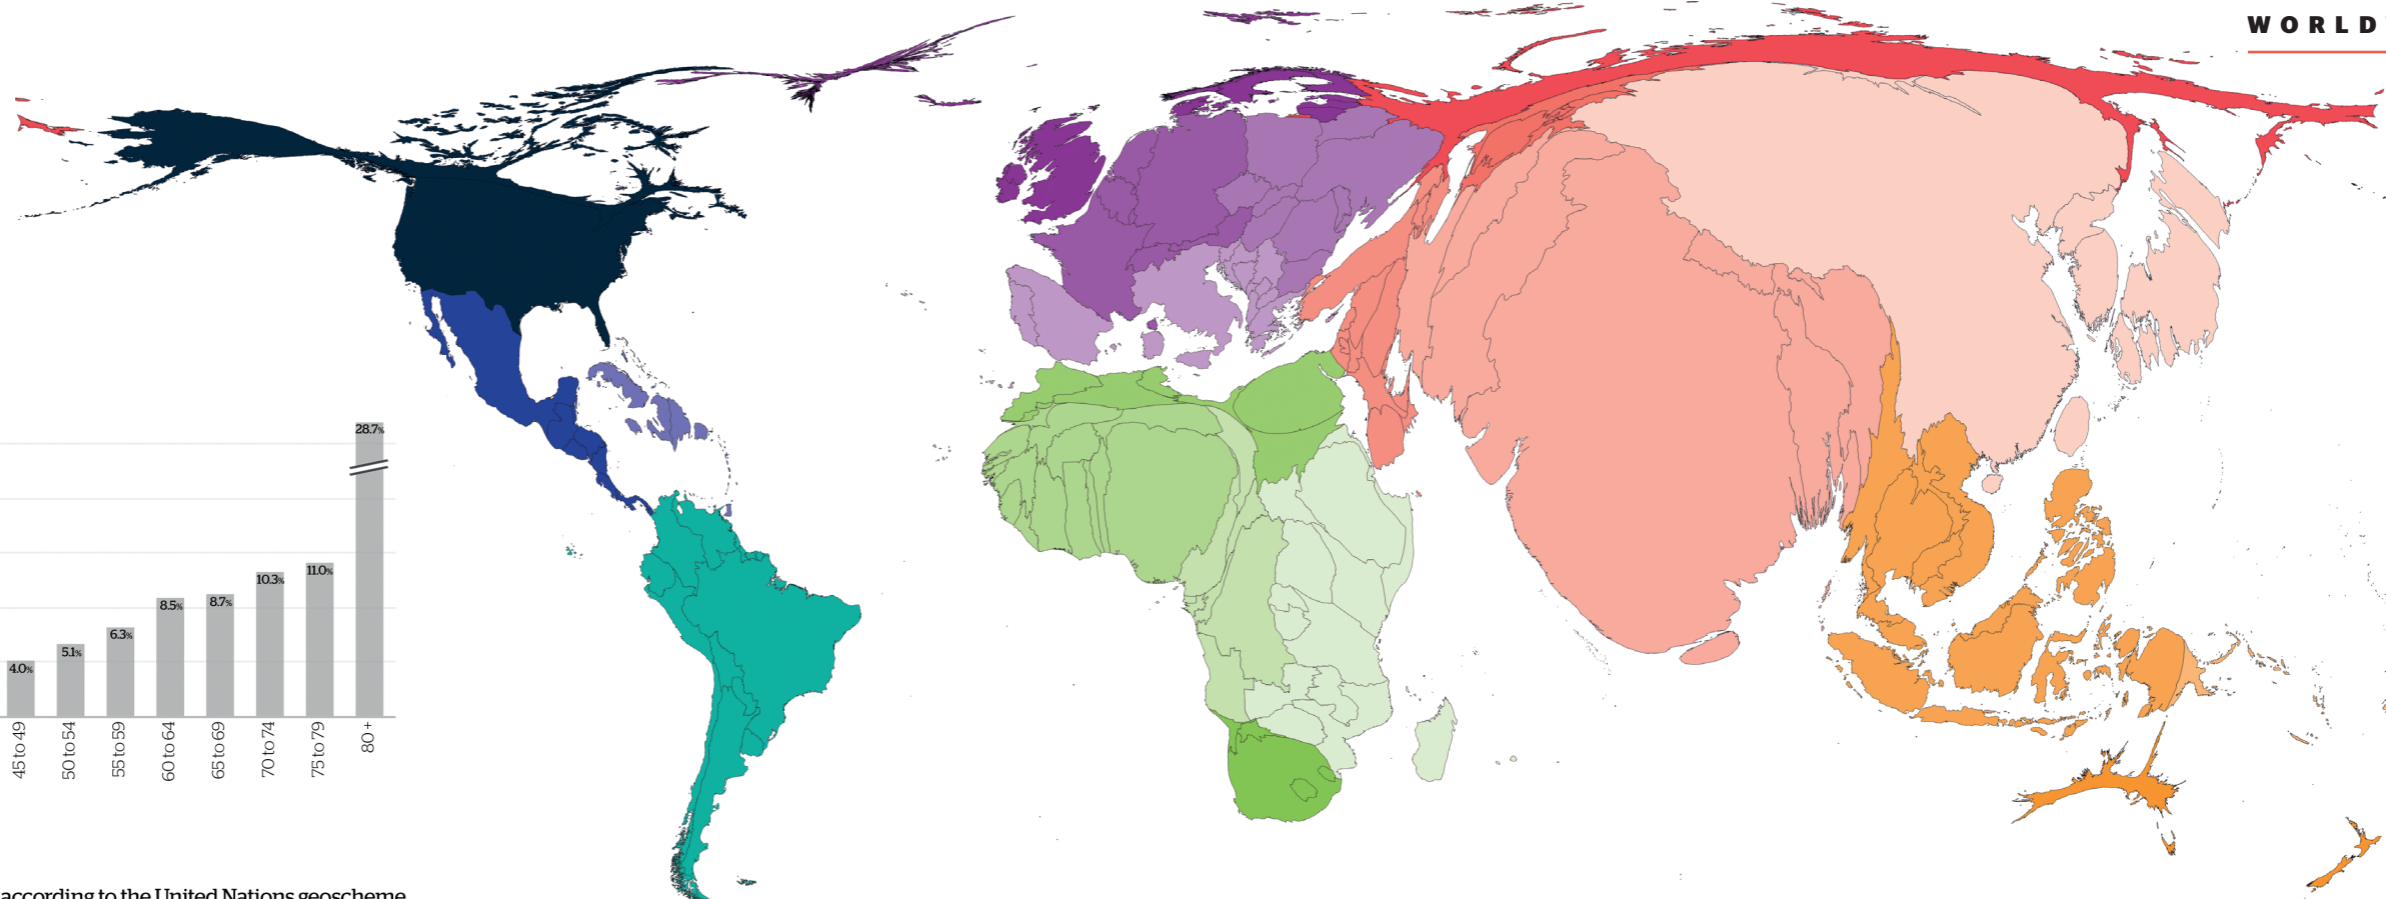 WORLD
28.7%
11.0%
10.3%
8.7%
8.5%
6.3%
5.1%
4.0%
45 to 49
50 to 54
55 to 59
60 to 64
65 to 69
70 to 74
75 to 79
80 +
according to the United Nations geoscheme